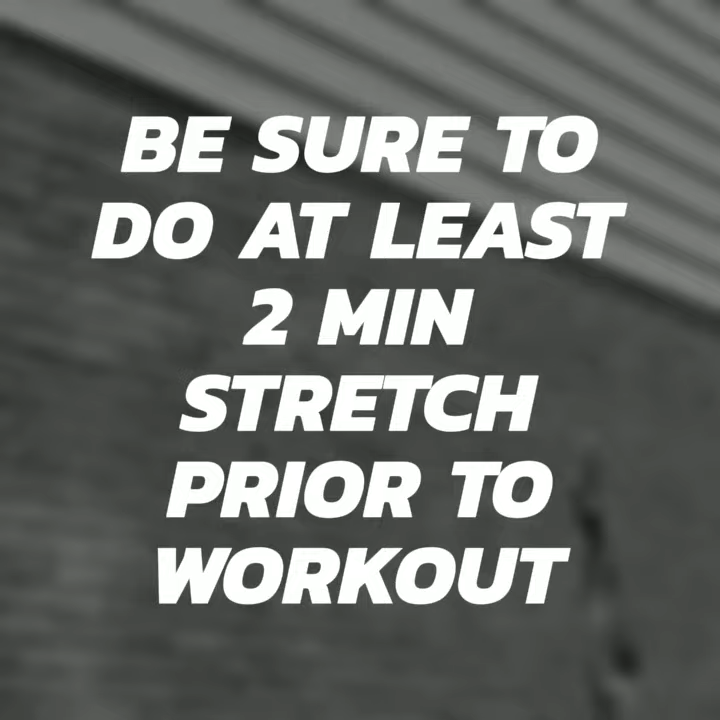 BE SURE TO
DO AT LEAST
2 MIN
STRETCH
PRIOR TO
WORKOUT